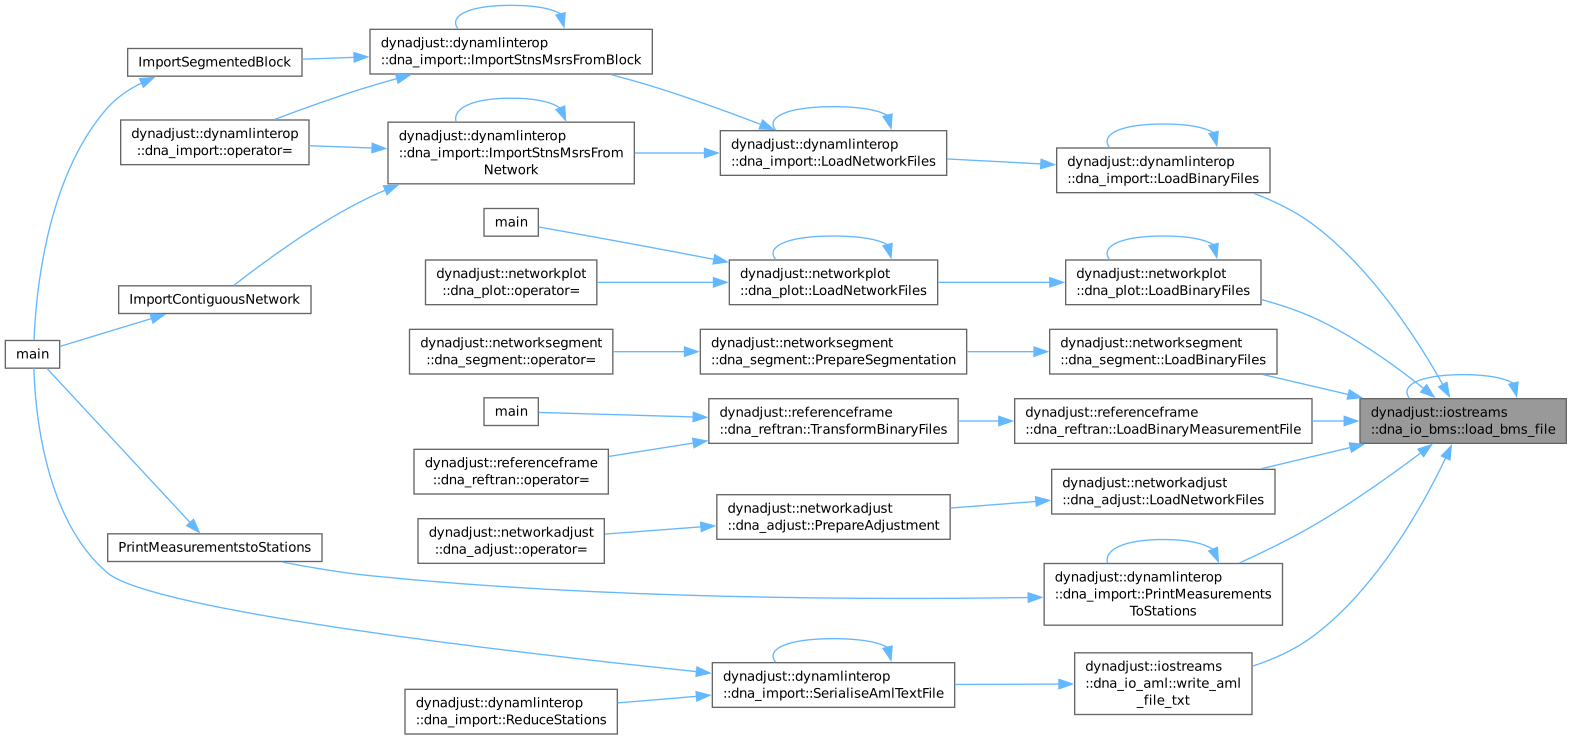 dynadjust::dynamlinterop
::dna_import::ImportStnsMsrsFromBlock
ImportSegmentedBlock
dynadjust::dynamlinterop
::dna_import::operator=
dynadjust::dynamlinterop
::dna_import::ImportStnsMsrsFrom
Network
dynadjust::dynamlinterop
::dna_import::LoadNetworkFiles
dynadjust::dynamlinterop
::dna_import::LoadBinaryFiles
main
dynadjust::networkplot
::dna_plot::operator=
dynadjust::networkplot
::dna_plot::LoadNetworkFiles
dynadjust::networkplot
::dna_plot::LoadBinaryFiles
ImportContiguousNetwork
main
dynadjust::networksegment
::dna_segment::operator=
dynadjust::networksegment
::dna_segment::PrepareSegmentation
dynadjust::networksegment
::dna_segment::LoadBinaryFiles
main
dynadjust::referenceframe
::dna_reftran::TransformBinaryFiles
dynadjust::referenceframe
::dna_reftran::LoadBinaryMeasurementFile
dynadjust::iostreams
::dna_io_bms::load_bms_file
dynadjust::referenceframe
::dna_reftran::operator=
dynadjust::networkadjust
::dna_adjust::LoadNetworkFiles
dynadjust::networkadjust
::dna_adjust::PrepareAdjustment
dynadjust::networkadjust
::dna_adjust::operator=
PrintMeasurementstoStations
dynadjust::dynamlinterop
::dna_import::PrintMeasurements
ToStations
dynadjust::dynamlinterop
::dna_import::SerialiseAmlTextFile
dynadjust::iostreams
::dna_io_aml::write_aml
_file_txt
dynadjust::dynamlinterop
::dna_import::ReduceStations